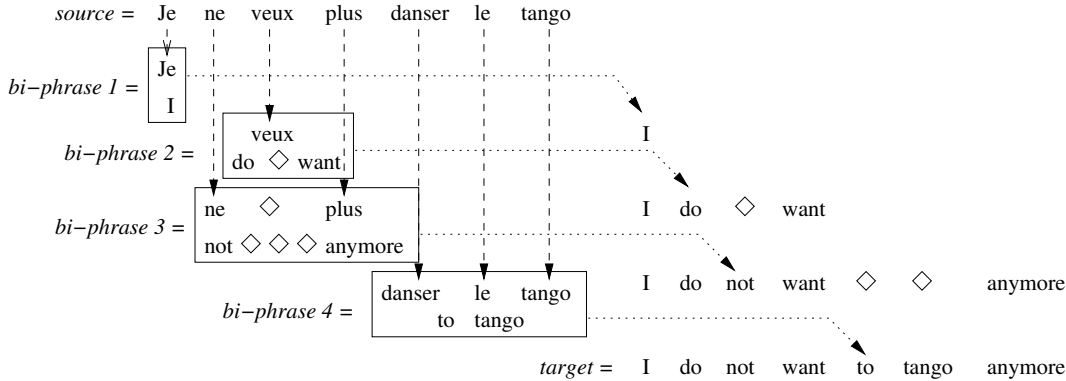 source = Je ne veux plus danser le tango
Je
bi−phrase 1 =
I
I
veux
bi−phrase 2 =
do ◇ want
I do ◇ want
ne ◇ plus
bi−phrase 3 =
not ◇ ◇ ◇ anymore
I do not want ◇ ◇ anymore
danser le tango
bi−phrase 4 =
to tango
target = I do not want to tango anymore